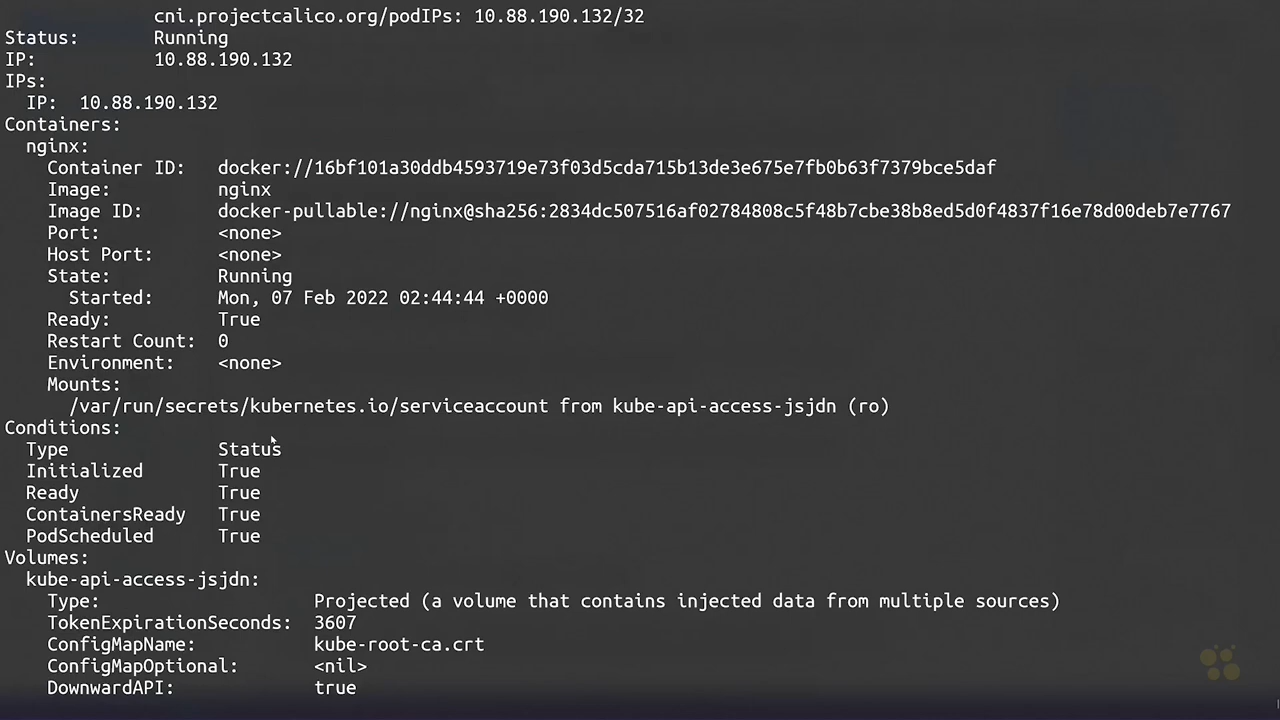 cni.projectcalico.org/podIPs: 10.88.190.132/32
Status: Running
IP: 10.88.190.132
IPs:
IP: 10.88.190.132
Containers:
nginx:
Container ID: docker://16bf101a30ddb4593719e73f03d5cda715b13de3e675e7fb0b63f7379bce5daf
Image: nginx
Image ID: docker-pullable://nginx@sha256:2834dc507516af02784808c5f48b7cbe38b8ed5d0f4837f16e78d00deb7e7767
Port: <none>
Host Port: <none>
State: Running
Started: Mon, 07 Feb 2022 02:44:44 +0000
Ready: True
Restart Count: 0
Environment: <none>
Mounts:
/var/run/secrets/kubernetes.io/serviceaccount from kube-api-access-jsjdn (ro)
Conditions:
Type Status
Initialized True
Ready True
ContainersReady True
PodScheduled True
Volumes:
kube-api-access-jsjdn:
Type: Projected (a volume that contains injected data from multiple sources)
TokenExpirationSeconds: 3607
ConfigMapName: kube-root-ca.crt
ConfigMapOptional: <nil>
DownwardAPI: true